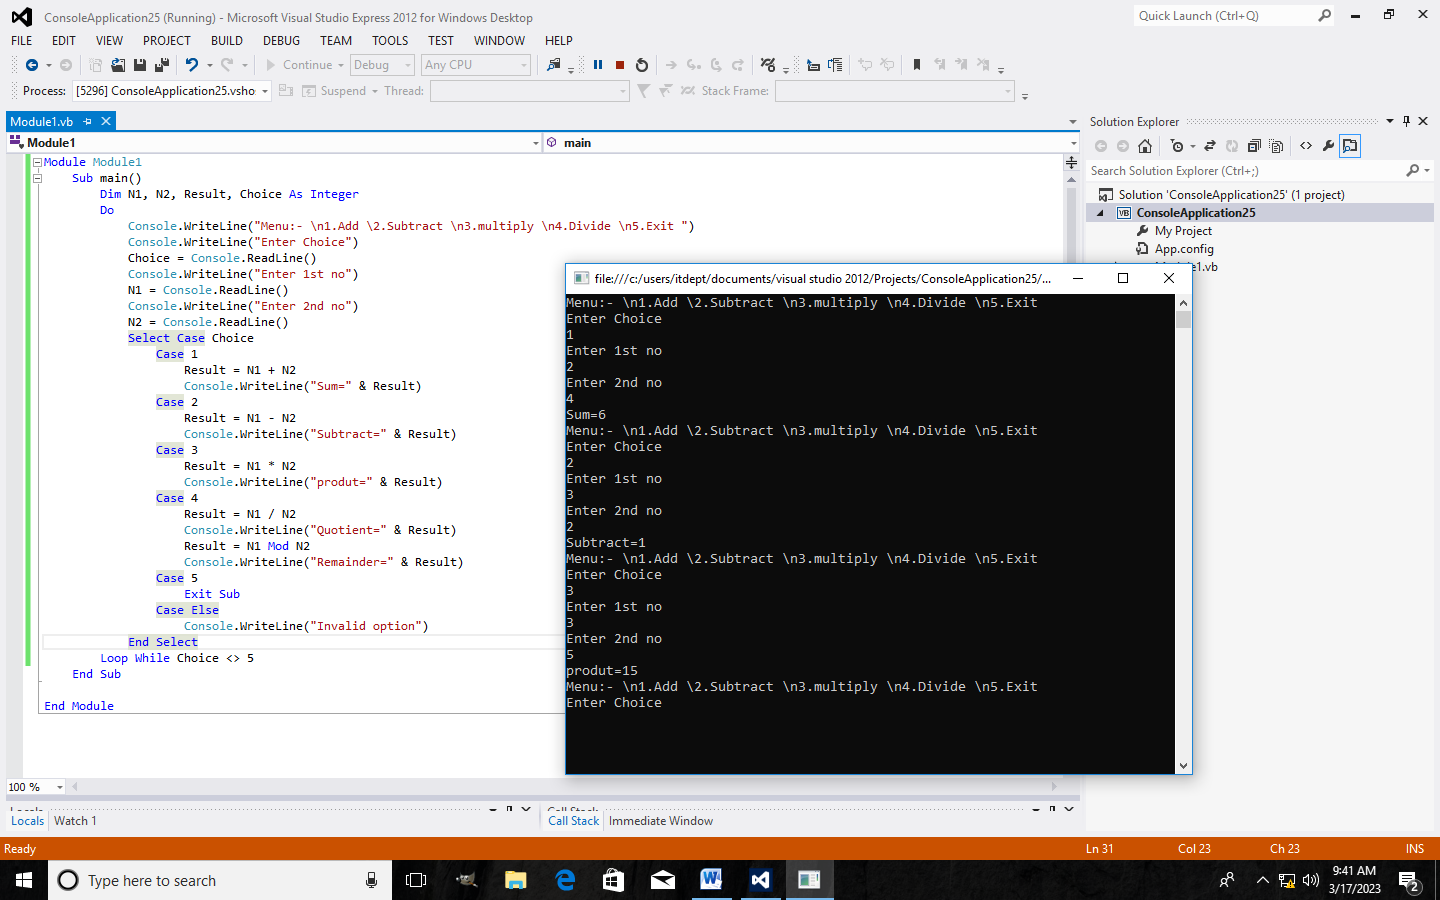 ConsoleApplication25 (Running) - Microsoft Visual Studio Express 2012 for Windows Desktop
Quick Launch (Ctrl+Q)
FILE EDIT VIEW PROJECT BUILD DEBUG TEAM TOOLS TEST WINDOW HELP
Continue Debug Any CPU
Process: [5296] ConsoleApplication25.vsho Suspend Thread: Stack Frame:
Module1.vb
Module1 main
Module Module1
Sub main()
Dim N1, N2, Result, Choice As Integer
Do
Console.WriteLine("Menu:- \n1.Add \2.Subtract \n3.multiply \n4.Divide \n5.Exit ")
Console.WriteLine("Enter Choice")
Choice = Console.ReadLine()
Console.WriteLine("Enter 1st no")
N1 = Console.ReadLine()
Console.WriteLine("Enter 2nd no")
N2 = Console.ReadLine()
Select Case Choice
Case 1
Result = N1 + N2
Console.WriteLine("Sum=" & Result)
Case 2
Result = N1 - N2
Console.WriteLine("Subtract=" & Result)
Case 3
Result = N1 * N2
Console.WriteLine("produt=" & Result)
Case 4
Result = N1 / N2
Console.WriteLine("Quotient=" & Result)
Result = N1 Mod N2
Console.WriteLine("Remainder=" & Result)
Case 5
Exit Sub
Case Else
Console.WriteLine("Invalid option")
End Select
Loop While Choice <> 5
End Sub
End Module
100 %
file:///c:/users/itdept/documents/visual studio 2012/Projects/ConsoleApplication25/...
Menu:- \n1.Add \2.Subtract \n3.multiply \n4.Divide \n5.Exit
Enter Choice
1
Enter 1st no
2
Enter 2nd no
4
Sum=6
Menu:- \n1.Add \2.Subtract \n3.multiply \n4.Divide \n5.Exit
Enter Choice
2
Enter 1st no
3
Enter 2nd no
2
Subtract=1
Menu:- \n1.Add \2.Subtract \n3.multiply \n4.Divide \n5.Exit
Enter Choice
3
Enter 1st no
3
Enter 2nd no
5
produt=15
Menu:- \n1.Add \2.Subtract \n3.multiply \n4.Divide \n5.Exit
Enter Choice
Solution Explorer
Search Solution Explorer (Ctrl+;)
Solution 'ConsoleApplication25' (1 project)
VB ConsoleApplication25
My Project
App.config
1.vb
Locals Call Stack
Locals Watch 1 Call Stack Immediate Window
Ready Ln 31 Col 23 Ch 23 INS
Type here to search
9:41 AM
3/17/2023
2